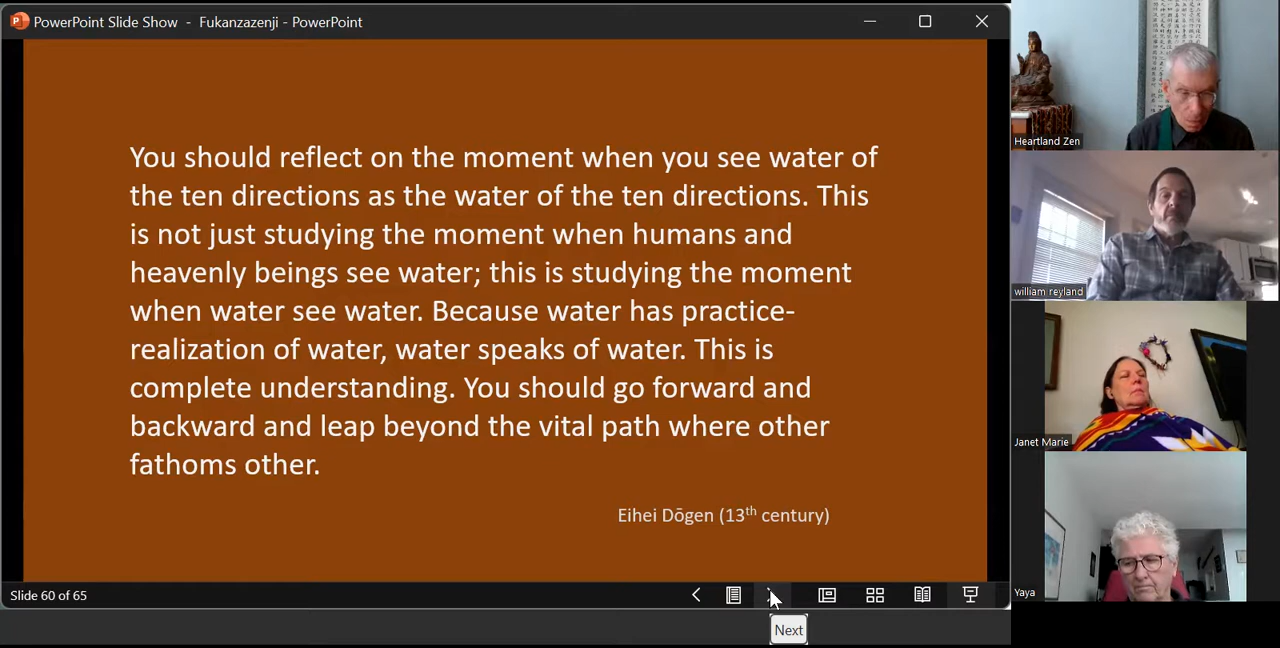 PowerPoint Slide Show - Fukanzazenji - PowerPoint
You should reflect on the moment when you see water of
the ten directions as the water of the ten directions. This
is not just studying the moment when humans and
heavenly beings see water; this is studying the moment
when water see water. Because water has practice-
realization of water, water speaks of water. This is
complete understanding. You should go forward and
backward and leap beyond the vital path where other
fathoms other.
Eihei Dōgen (13th century)
Slide 60 of 65
Next
Heartland Zen
william reyland
Janet Marie
Yaya